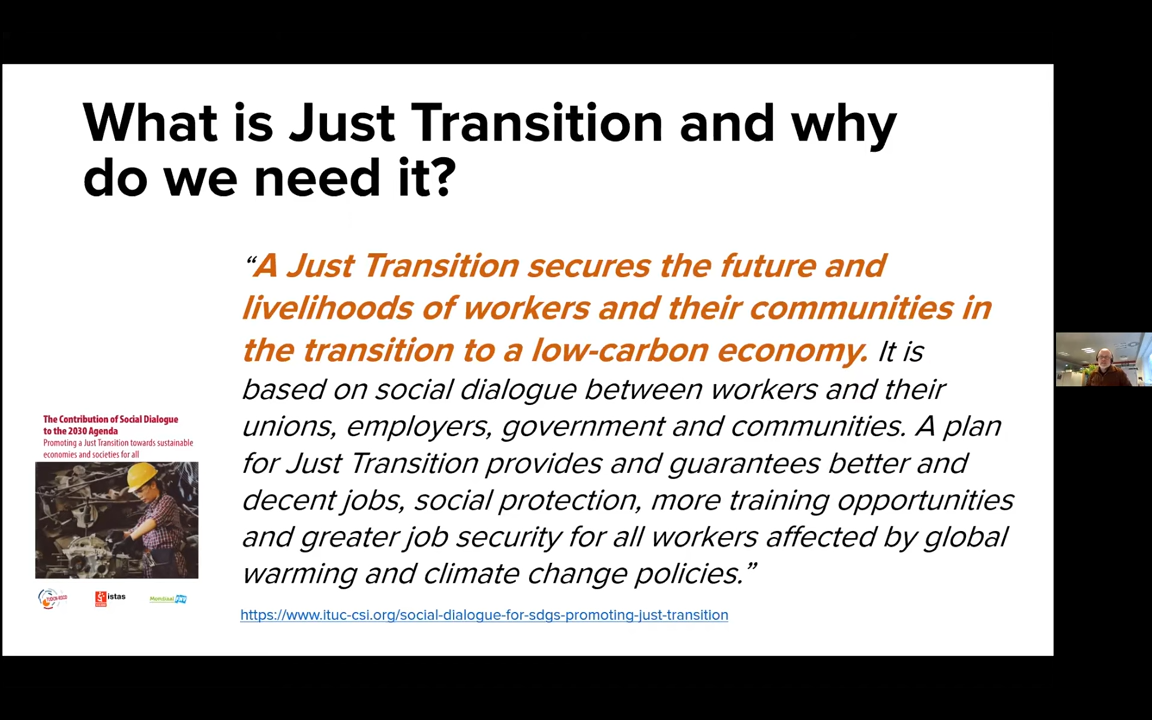 What is Just Transition and why
do we need it?
“A Just Transition secures the future and
livelihoods of workers and their communities in
the transition to a low-carbon economy. It is
based on social dialogue between workers and their
unions, employers, government and communities. A plan
for Just Transition provides and guarantees better and
decent jobs, social protection, more training opportunities
and greater job security for all workers affected by global
warming and climate change policies.”
https://www.ituc-csi.org/social-dialogue-for-sdgs-promoting-just-transition
The Contribution of Social Dialogue
to the 2030 Agenda
Promoting a Just Transition towards sustainable
economies and societies for all
istas